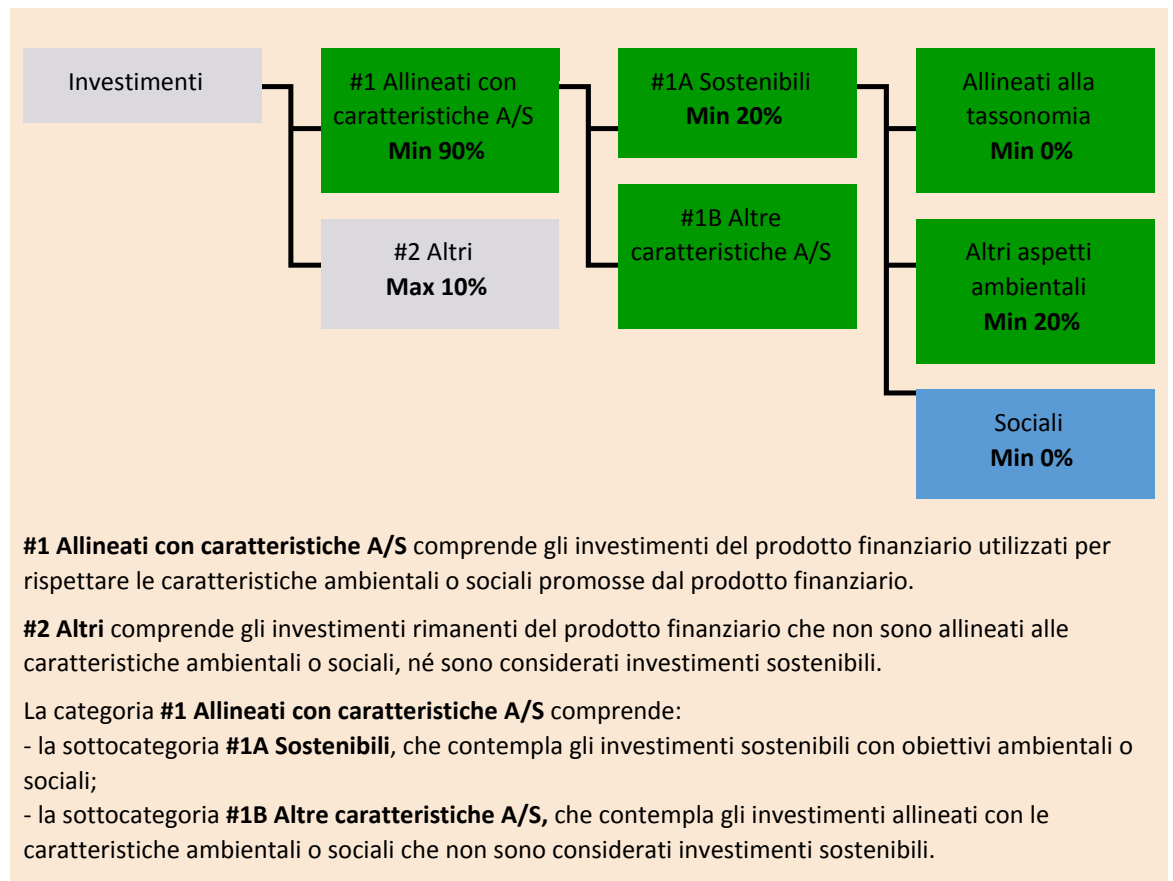 Investimenti
#1 Allineati con
caratteristiche A/S
Min 90%
#2 Altri
Max 10%
#1A Sostenibili
Min 20%
#1B Altre
caratteristiche A/S
Allineati alla
tassonomia
Min 0%
Altri aspetti
ambientali
Min 20%
Sociali
Min 0%
#1 Allineati con caratteristiche A/S comprende gli investimenti del prodotto finanziario utilizzati per
rispettare le caratteristiche ambientali o sociali promosse dal prodotto finanziario.
#2 Altri comprende gli investimenti rimanenti del prodotto finanziario che non sono allineati alle
caratteristiche ambientali o sociali, né sono considerati investimenti sostenibili.
La categoria #1 Allineati con caratteristiche A/S comprende:
- la sottocategoria #1A Sostenibili, che contempla gli investimenti sostenibili con obiettivi ambientali o
sociali;
- la sottocategoria #1B Altre caratteristiche A/S, che contempla gli investimenti allineati con le
caratteristiche ambientali o sociali che non sono considerati investimenti sostenibili.